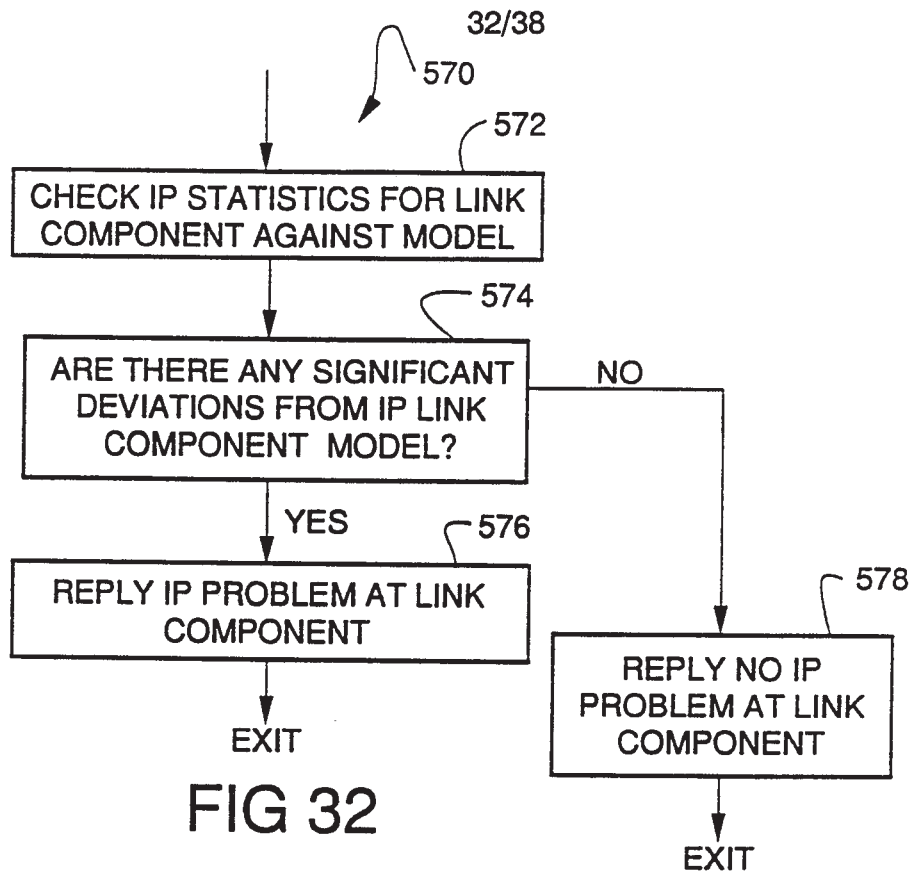 32/38
570
572
CHECK IP STATISTICS FOR LINK
COMPONENT AGAINST MODEL
574
ARE THERE ANY SIGNIFICANT
DEVIATIONS FROM IP LINK
COMPONENT MODEL?
NO
YES
576
REPLY IP PROBLEM AT LINK
COMPONENT
578
REPLY NO IP
PROBLEM AT LINK
COMPONENT
EXIT
FIG 32
EXIT